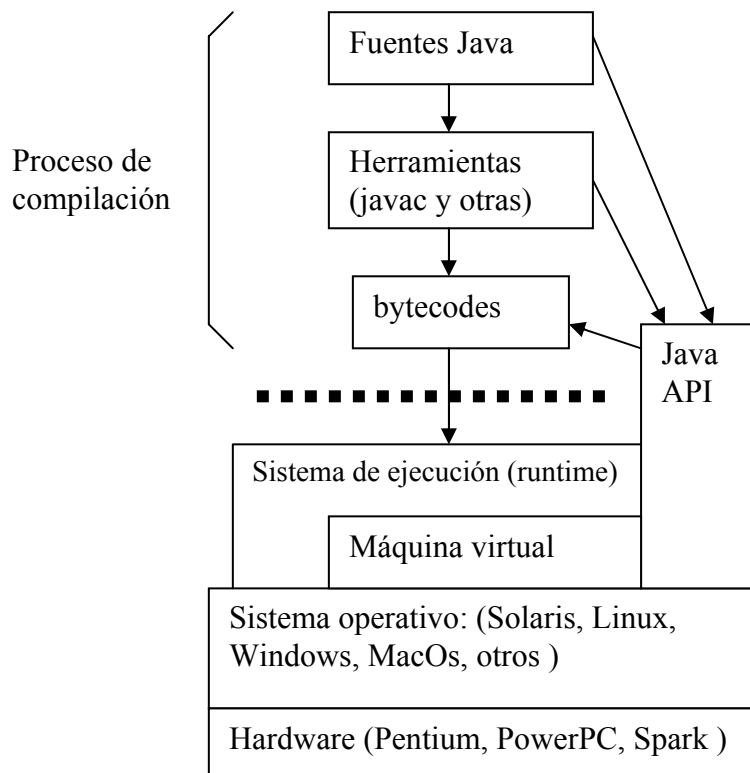 Fuentes Java
Proceso de
compilación
Herramientas
(javac y otras)
bytecodes
Java
API
Sistema de ejecución (runtime)
Máquina virtual
Sistema operativo: (Solaris, Linux,
Windows, MacOs, otros )
Hardware (Pentium, PowerPC, Spark )